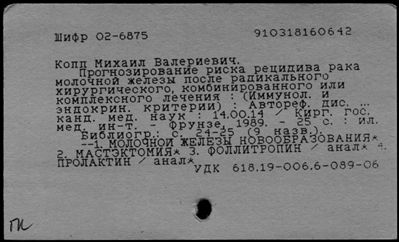 Шифр 02-6875 910318160642
Копп Михаил Валериевич.
Прогнозирование риска рецидива рака
молочной железы после радикального
хирургического, комбинированного или
комплексного лечения : (Иммунол. и
эндокрин. критерии) : Автореф. дис. ...
канд. мед. наук : 14.00.14 / Кирг. гос.
мед. ин-т. - Фрунзе, 1989. - 25 с. : ил.
Библиогр.: с. 24-25 (9 назв.).
--1. МОЛОЧНОЙ ЖЕЛЕЗЫ НОВООБРАЗОВАНИЯ*
2. МАСТЭКТОМИЯ* 3. ФОЛЛИТРОПИН / анал* 4.
ПРОЛАКТИН / анал*
УДК 618.19-006.6-089-06